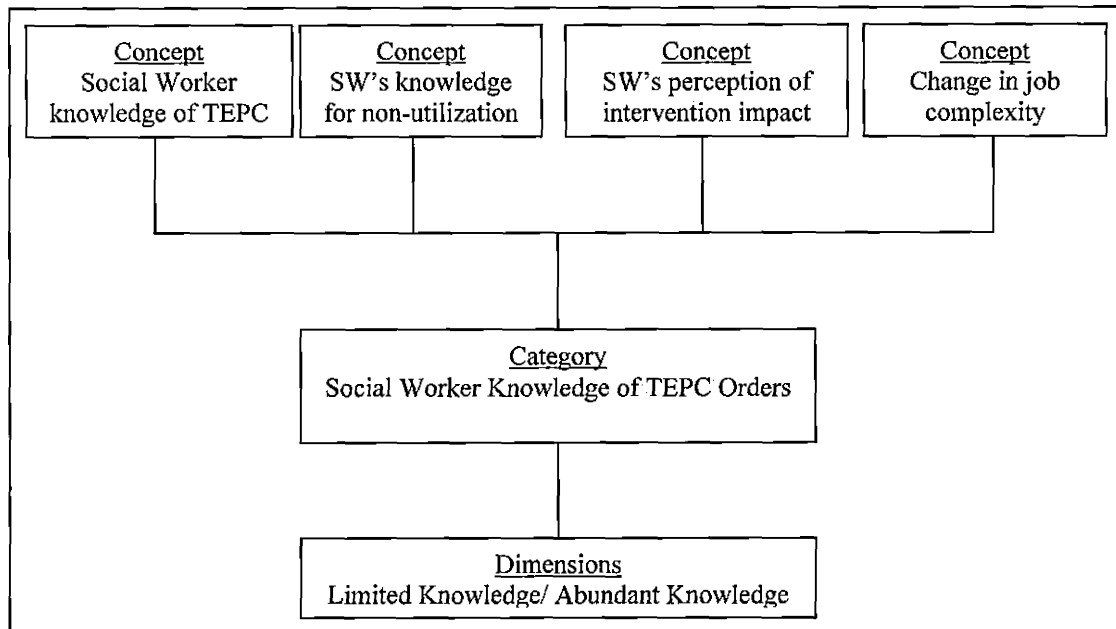 Concept
Social Worker
knowledge of TEPC
Concept
SW's knowledge
for non-utilization
Concept
SW's perception of
intervention impact
Concept
Change in job
complexity
Category
Social Worker Knowledge of TEPC Orders
Dimensions
Limited Knowledge/ Abundant Knowledge